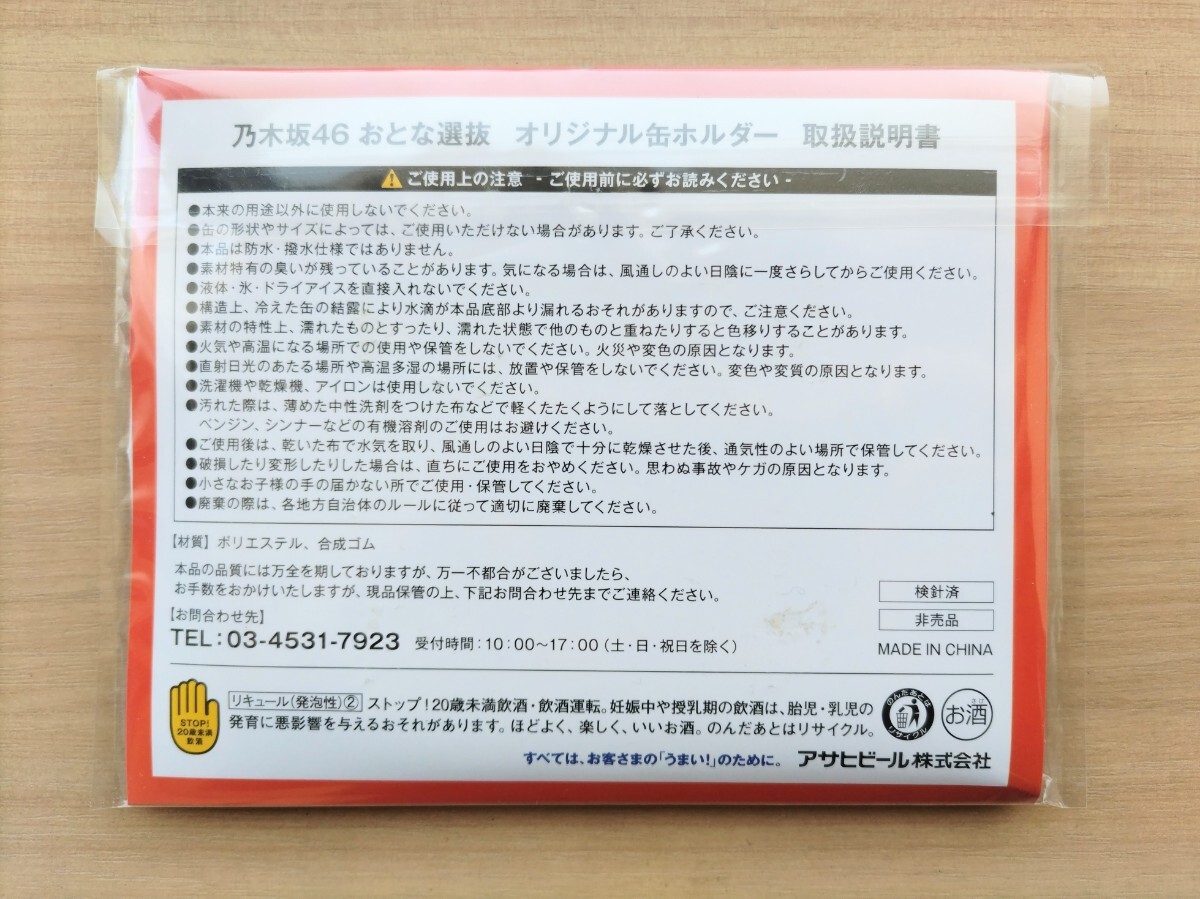 乃木坂46 おとな選抜 オリジナル缶ホルダー 取扱説明書
ご使用上の注意 - ご使用前に必ずお読みください -
●本来の用途以外に使用しないでください。
●缶の形状やサイズによっては、ご使用いただけない場合があります。ご了承ください。
●本品は防水・撥水仕様ではありません。
●素材特有の臭いが残っていることがあります。気になる場合は、風通しのよい日陰に一度さらしてからご使用ください。
●液体・氷・ドライアイスを直接入れないでください。
●構造上、冷えた缶の結露により水滴が本品底部より漏れるおそれがありますので、ご注意ください。
●素材の特性上、濡れたものとすったり、濡れた状態で他のものと重ねたりすると色移りすることがあります。
●火気や高温になる場所での使用や保管をしないでください。火災や変色の原因となります。
●直射日光のあたる場所や高温多湿の場所には、放置や保管をしないでください。変色や変質の原因となります。
●洗濯機や乾燥機、アイロンは使用しないでください。
●汚れた際は、薄めた中性洗剤をつけた布などで軽くたたくようにして落としてください。
ベンジン、シンナーなどの有機溶剤のご使用はお避けください。
●ご使用後は、乾いた布で水気を取り、風通しのよい日陰で十分に乾燥させた後、通気性のよい場所で保管してください。
●破損したり変形したりした場合は、直ちにご使用をおやめください。思わぬ事故やケガの原因となります。
●小さなお子様の手の届かない所でご使用・保管してください。
●廃棄の際は、各地方自治体のルールに従って適切に廃棄してください。
【材質】ポリエステル、合成ゴム
本品の品質には万全を期しておりますが、万一不都合がございましたら、
お手数をおかけいたしますが、現品保管の上、下記お問合わせ先までご連絡ください。
【お問合わせ先】
TEL:03-4531-7923 受付時間:10:00〜17:00(土・日・祝日を除く)
検針済
非売品
MADE IN CHINA
STOP!
20歳未満
飲酒
リキュール(発泡性)② ストップ!20歳未満飲酒・飲酒運転。妊娠中や授乳期の飲酒は、胎児・乳児の
発育に悪影響を与えるおそれがあります。ほどよく、楽しく、いいお酒。のんだあとはリサイクル。
のんだあとはリサイクル
お酒
すべては、お客さまの「うまい!」のために。 アサヒビール株式会社